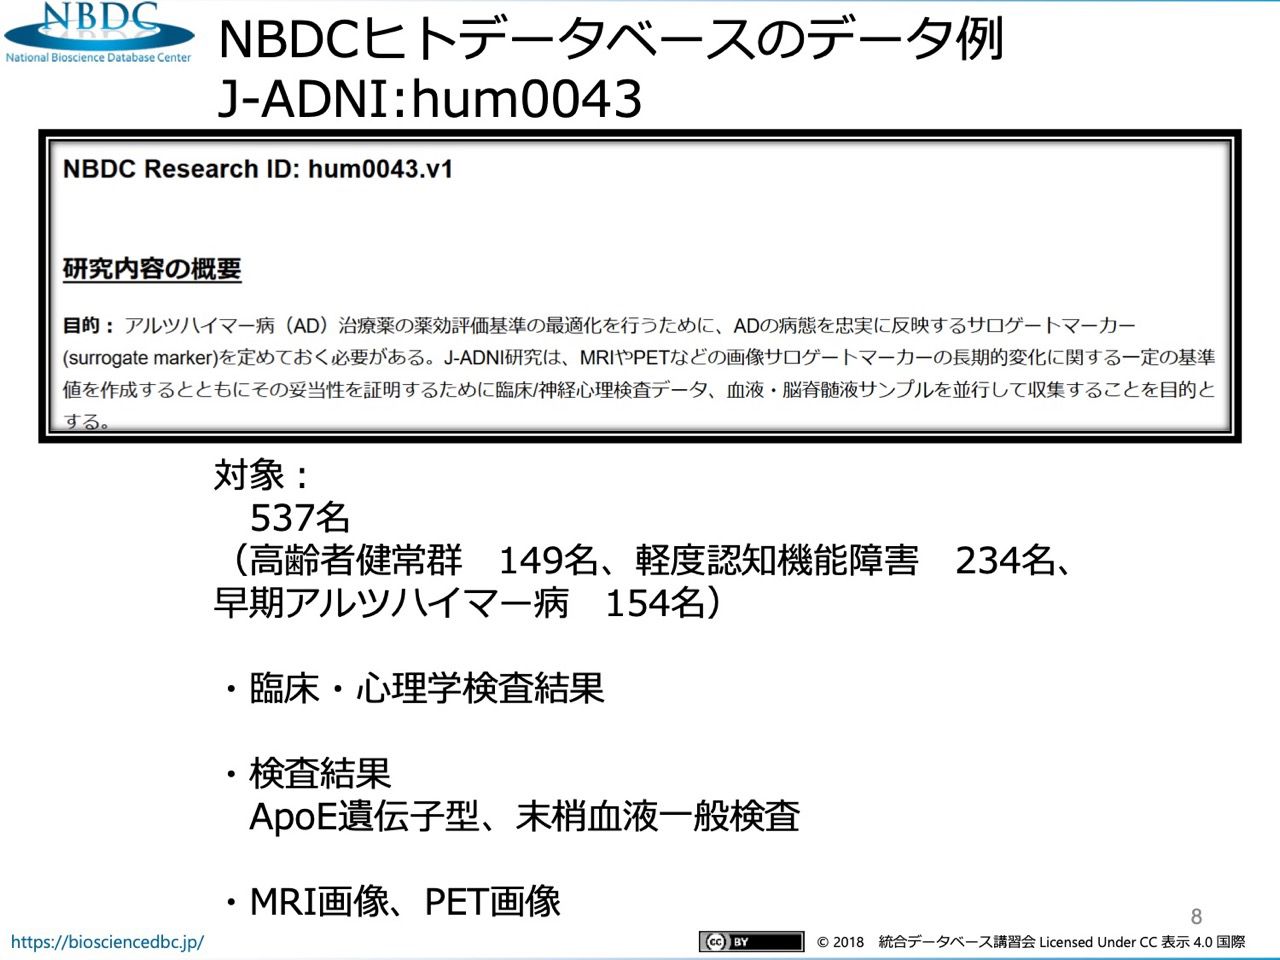 NBDC
National Bioscience Database Center
NBDCヒトデータベースのデータ例
J-ADNI:hum0043
NBDC Research ID: hum0043.v1
研究内容の概要
目的： アルツハイマー病（AD）治療薬の薬効評価基準の最適化を行うために、ADの病態を忠実に反映するサロゲートマーカー
(surrogate marker)を定めておく必要がある。J-ADNI研究は、MRIやPETなどの画像サロゲートマーカーの長期的変化に関する一定の基準
値を作成するとともにその妥当性を証明するために臨床/神経心理検査データ、血液・脳脊髄液サンプルを並行して収集することを目的と
する。
対象：
537名
（高齢者健常群　149名、軽度認知機能障害　234名、
早期アルツハイマー病　154名）
・臨床・心理学検査結果
・検査結果
ApoE遺伝子型、末梢血液一般検査
・MRI画像、PET画像
8
https://biosciencedbc.jp/
cc BY
© 2018　統合データベース講習会 Licensed Under CC 表示 4.0 国際